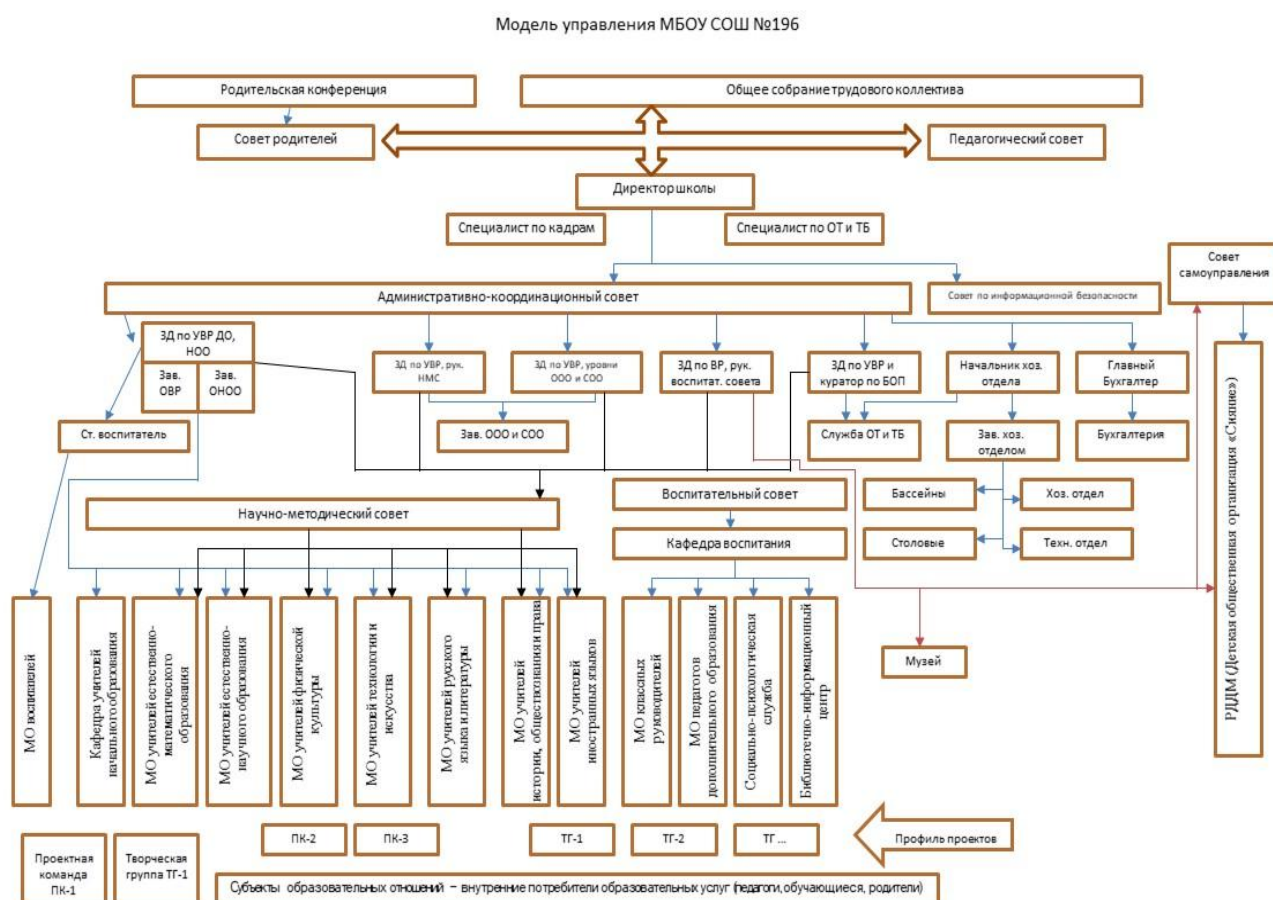 Модель управления МБОУ СОШ №196
Родительская конференция
Общее собрание трудового коллектива
Совет родителей
Педагогический совет
Директор школы
Специалист по кадрам
Специалист по ОТ и ТБ
Совет
самоуправления
Административно-координационный совет
Совет по информационной безопасности
ЗД по УВР ДО,
НОО
Зав.
ОВР
Зав.
ОНОО
ЗД по УВР, рук.
НМС
ЗД по УВР, уровни
ООО и СОО
ЗД по ВР, рук.
воспитат. совета
ЗД по УВР и
куратор по БОП
Начальник хоз.
отдела
Главный
Бухгалтер
Ст. воспитатель
Зав. ООО и СОО
Служба ОТ и ТБ
Зав. хоз.
отделом
Бухгалтерия
Воспитательный совет
Бассейны
Хоз. отдел
Научно-методический совет
Кафедра воспитания
Столовые
Техн. отдел
МО воспитателей
Кафедра учителей
начального образования
МО учителей естественно-
математического
образования
МО учителей естественно-
научного образования
МО учителей физической
культуры
МО учителей технологии и
искусства
МО учителей русского
языка и литературы
МО учителей
истории, обществознания и права
МО учителей
иностранных языков
МО классных
руководителей
МО педагогов
дополнительного образования
Социально-психологическая
служба
Библиотечно-информационный
центр
Музей
РДДМ (Детская общественная организация «Сияние»)
Проектная
команда
ПК-1
Творческая
группа ТГ-1
ПК-2
ПК-3
ТГ-1
ТГ-2
ТГ ...
Профиль проектов
Субъекты образовательных отношений – внутренние потребители образовательных услуг (педагоги, обучающиеся, родители)